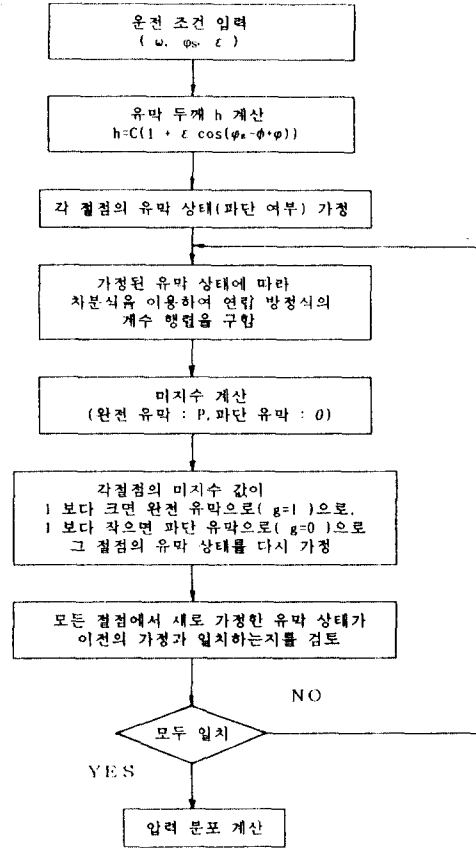 운전 조건 입력
( ω, φs, ε )
유막 두께 h 계산
h=C(1 + ε cos(φs-φ+φ))
각 절점의 유막 상태(파단 여부) 가정
가정된 유막 상태에 따라
차분식을 이용하여 연립 방정식의
계수 행렬을 구함
미지수 계산
(완전 유막 : P, 파단 유막 : θ)
각절점의 미지수 값이
1 보다 크면 완전 유막으로( g=1 )으로,
1 보다 작으면 파단 유막으로( g=0 )으로
그 절점의 유막 상태를 다시 가정
모든 절점에서 새로 가정한 유막 상태가
이전의 가정과 일치하는지를 검토
NO
모두 일치
YES
압력 분포 계산